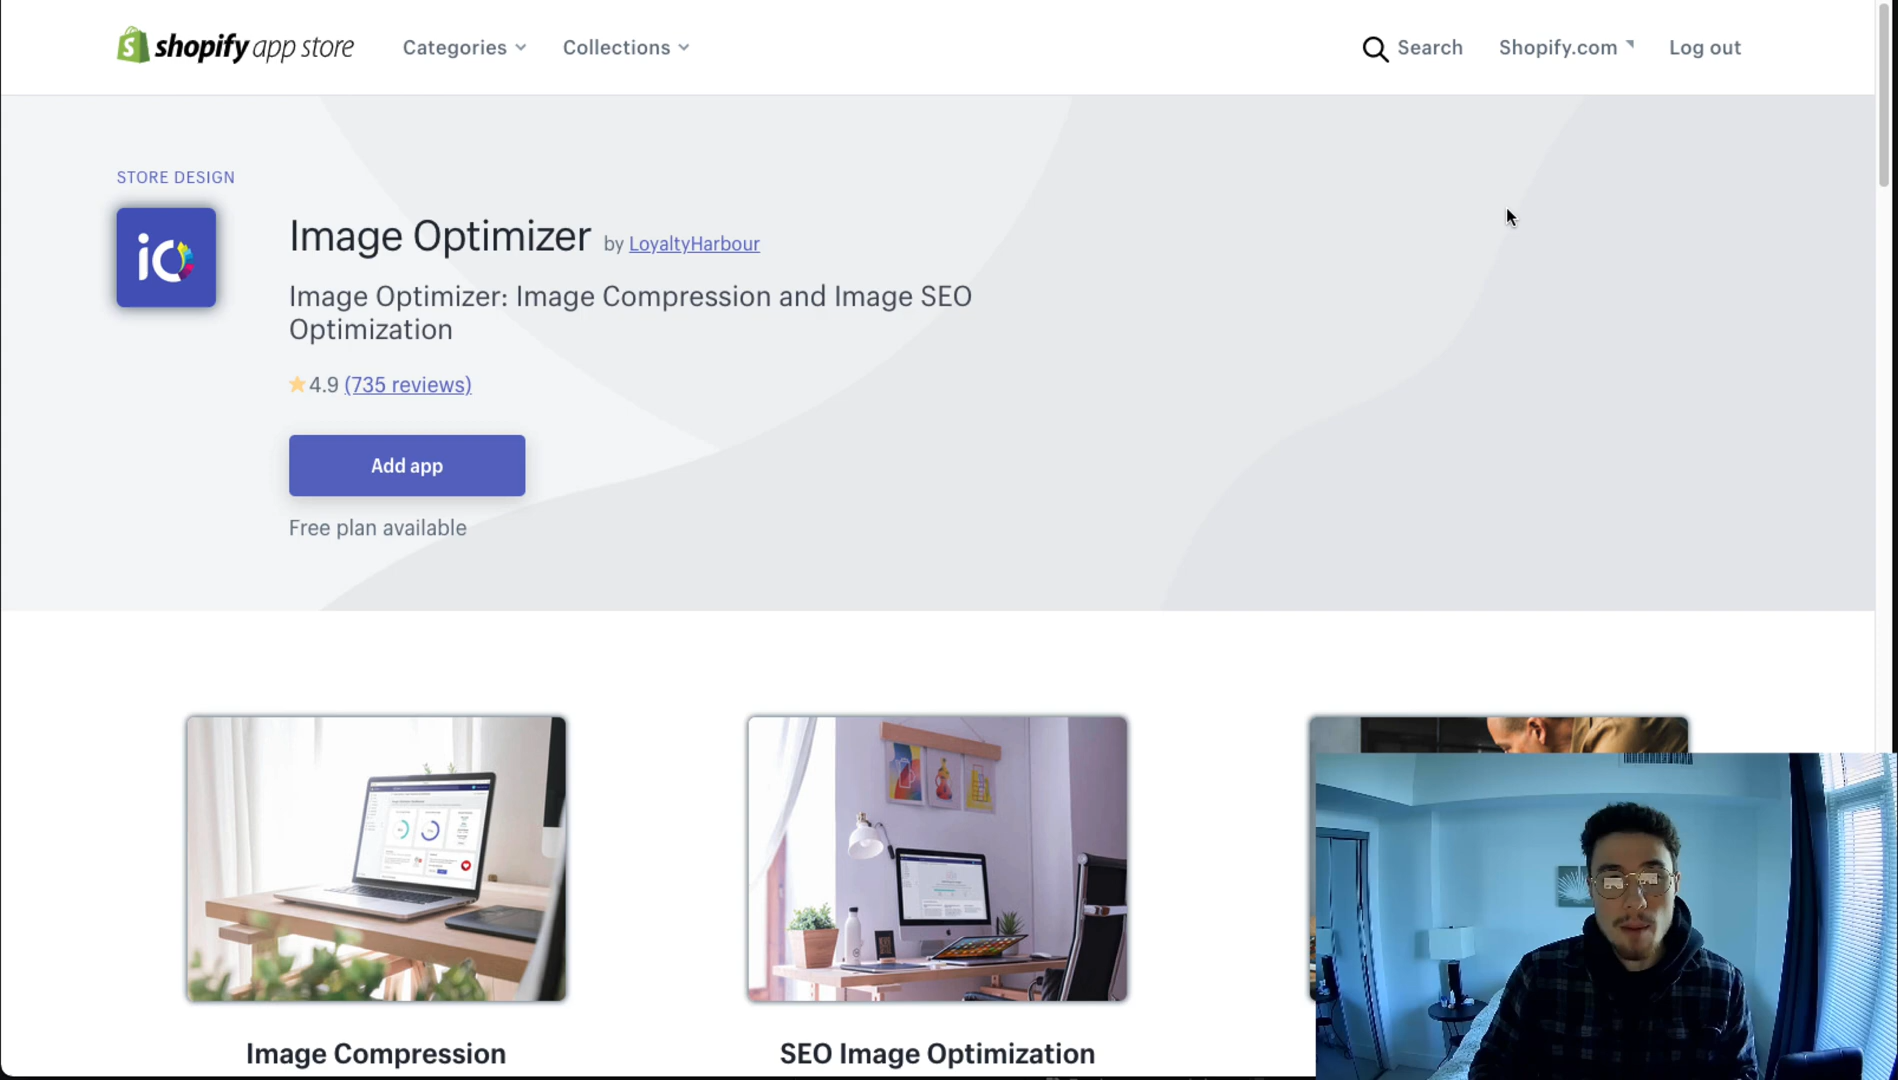 shopify app store
Categories
Collections
Search
Shopify.com
Log out
STORE DESIGN
iO
Image Optimizer by LoyaltyHarbour
Image Optimizer: Image Compression and Image SEO
Optimization
4.9 (735 reviews)
Add app
Free plan available
Image Compression
SEO Image Optimization